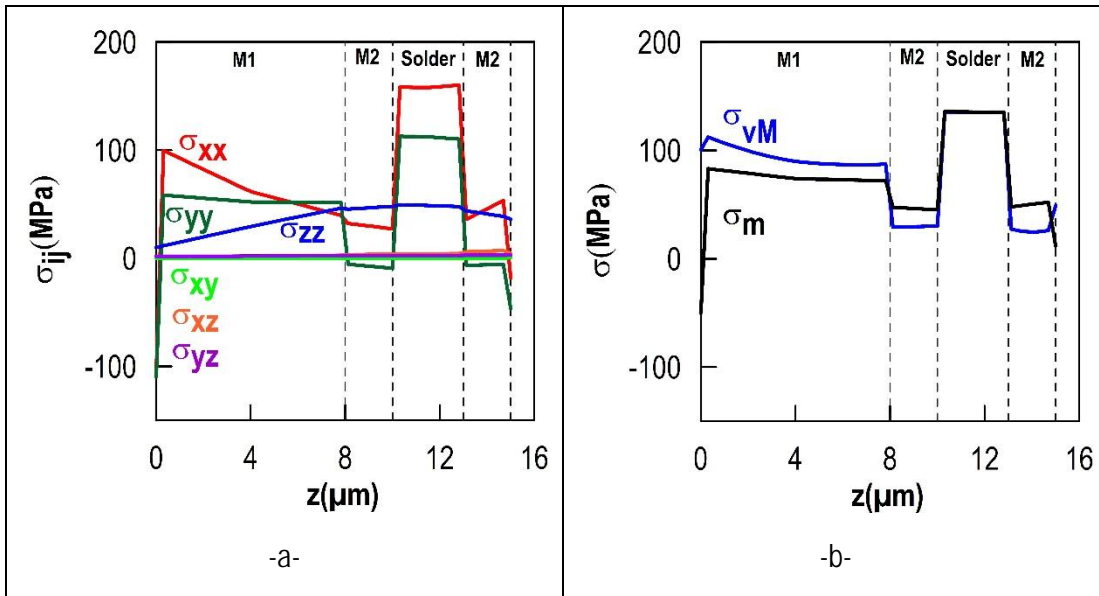 200
100
0
-100
σij(MPa)
M1
M2
Solder
M2
σxx
σyy
σzz
σxy
σxz
σyz
0
4
8
12
16
z(µm)
-a-
200
100
0
-100
σ(MPa)
M1
M2
Solder
M2
σvM
σm
0
4
8
12
16
z(µm)
-b-